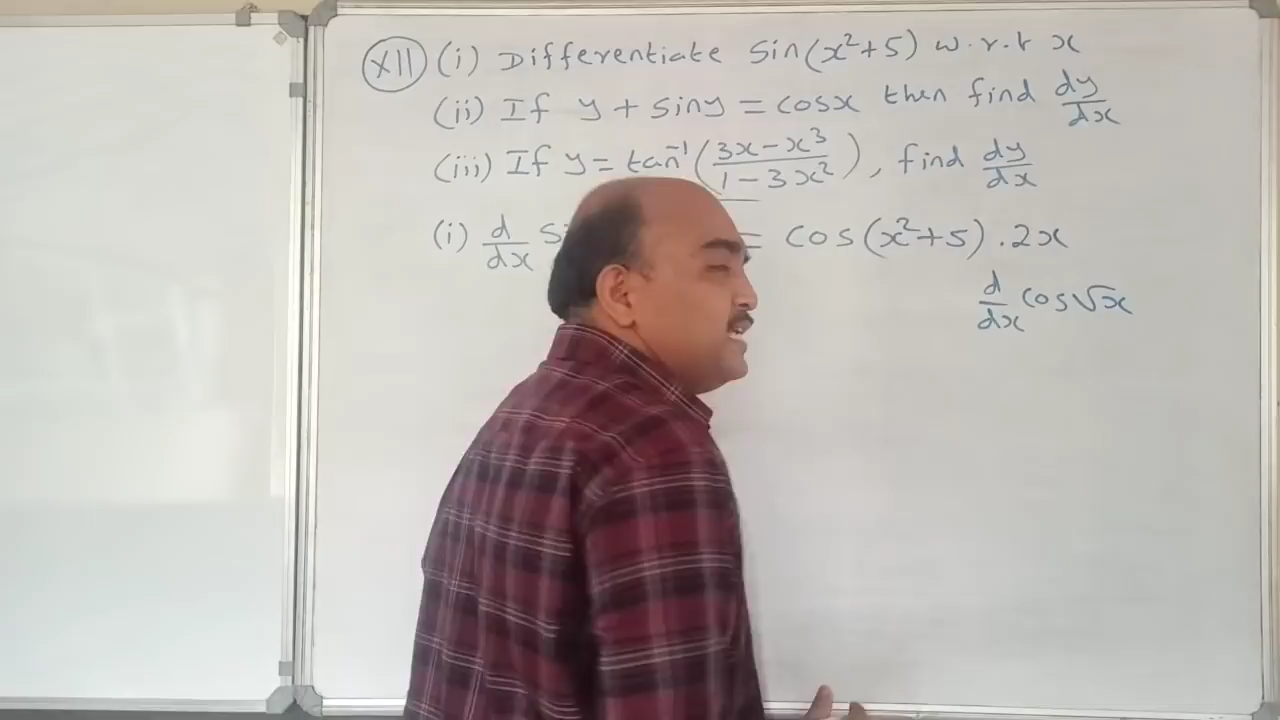 XII (i) Differentiate sin(x²+5) w.r.t x
(ii) If y + siny = cosx then find dy/dx
(iii) If y = tan⁻¹((3x-x³)/(1-3x²)), find dy/dx
(i) d/dx = cos(x²+5).2x
d/dx cos√x